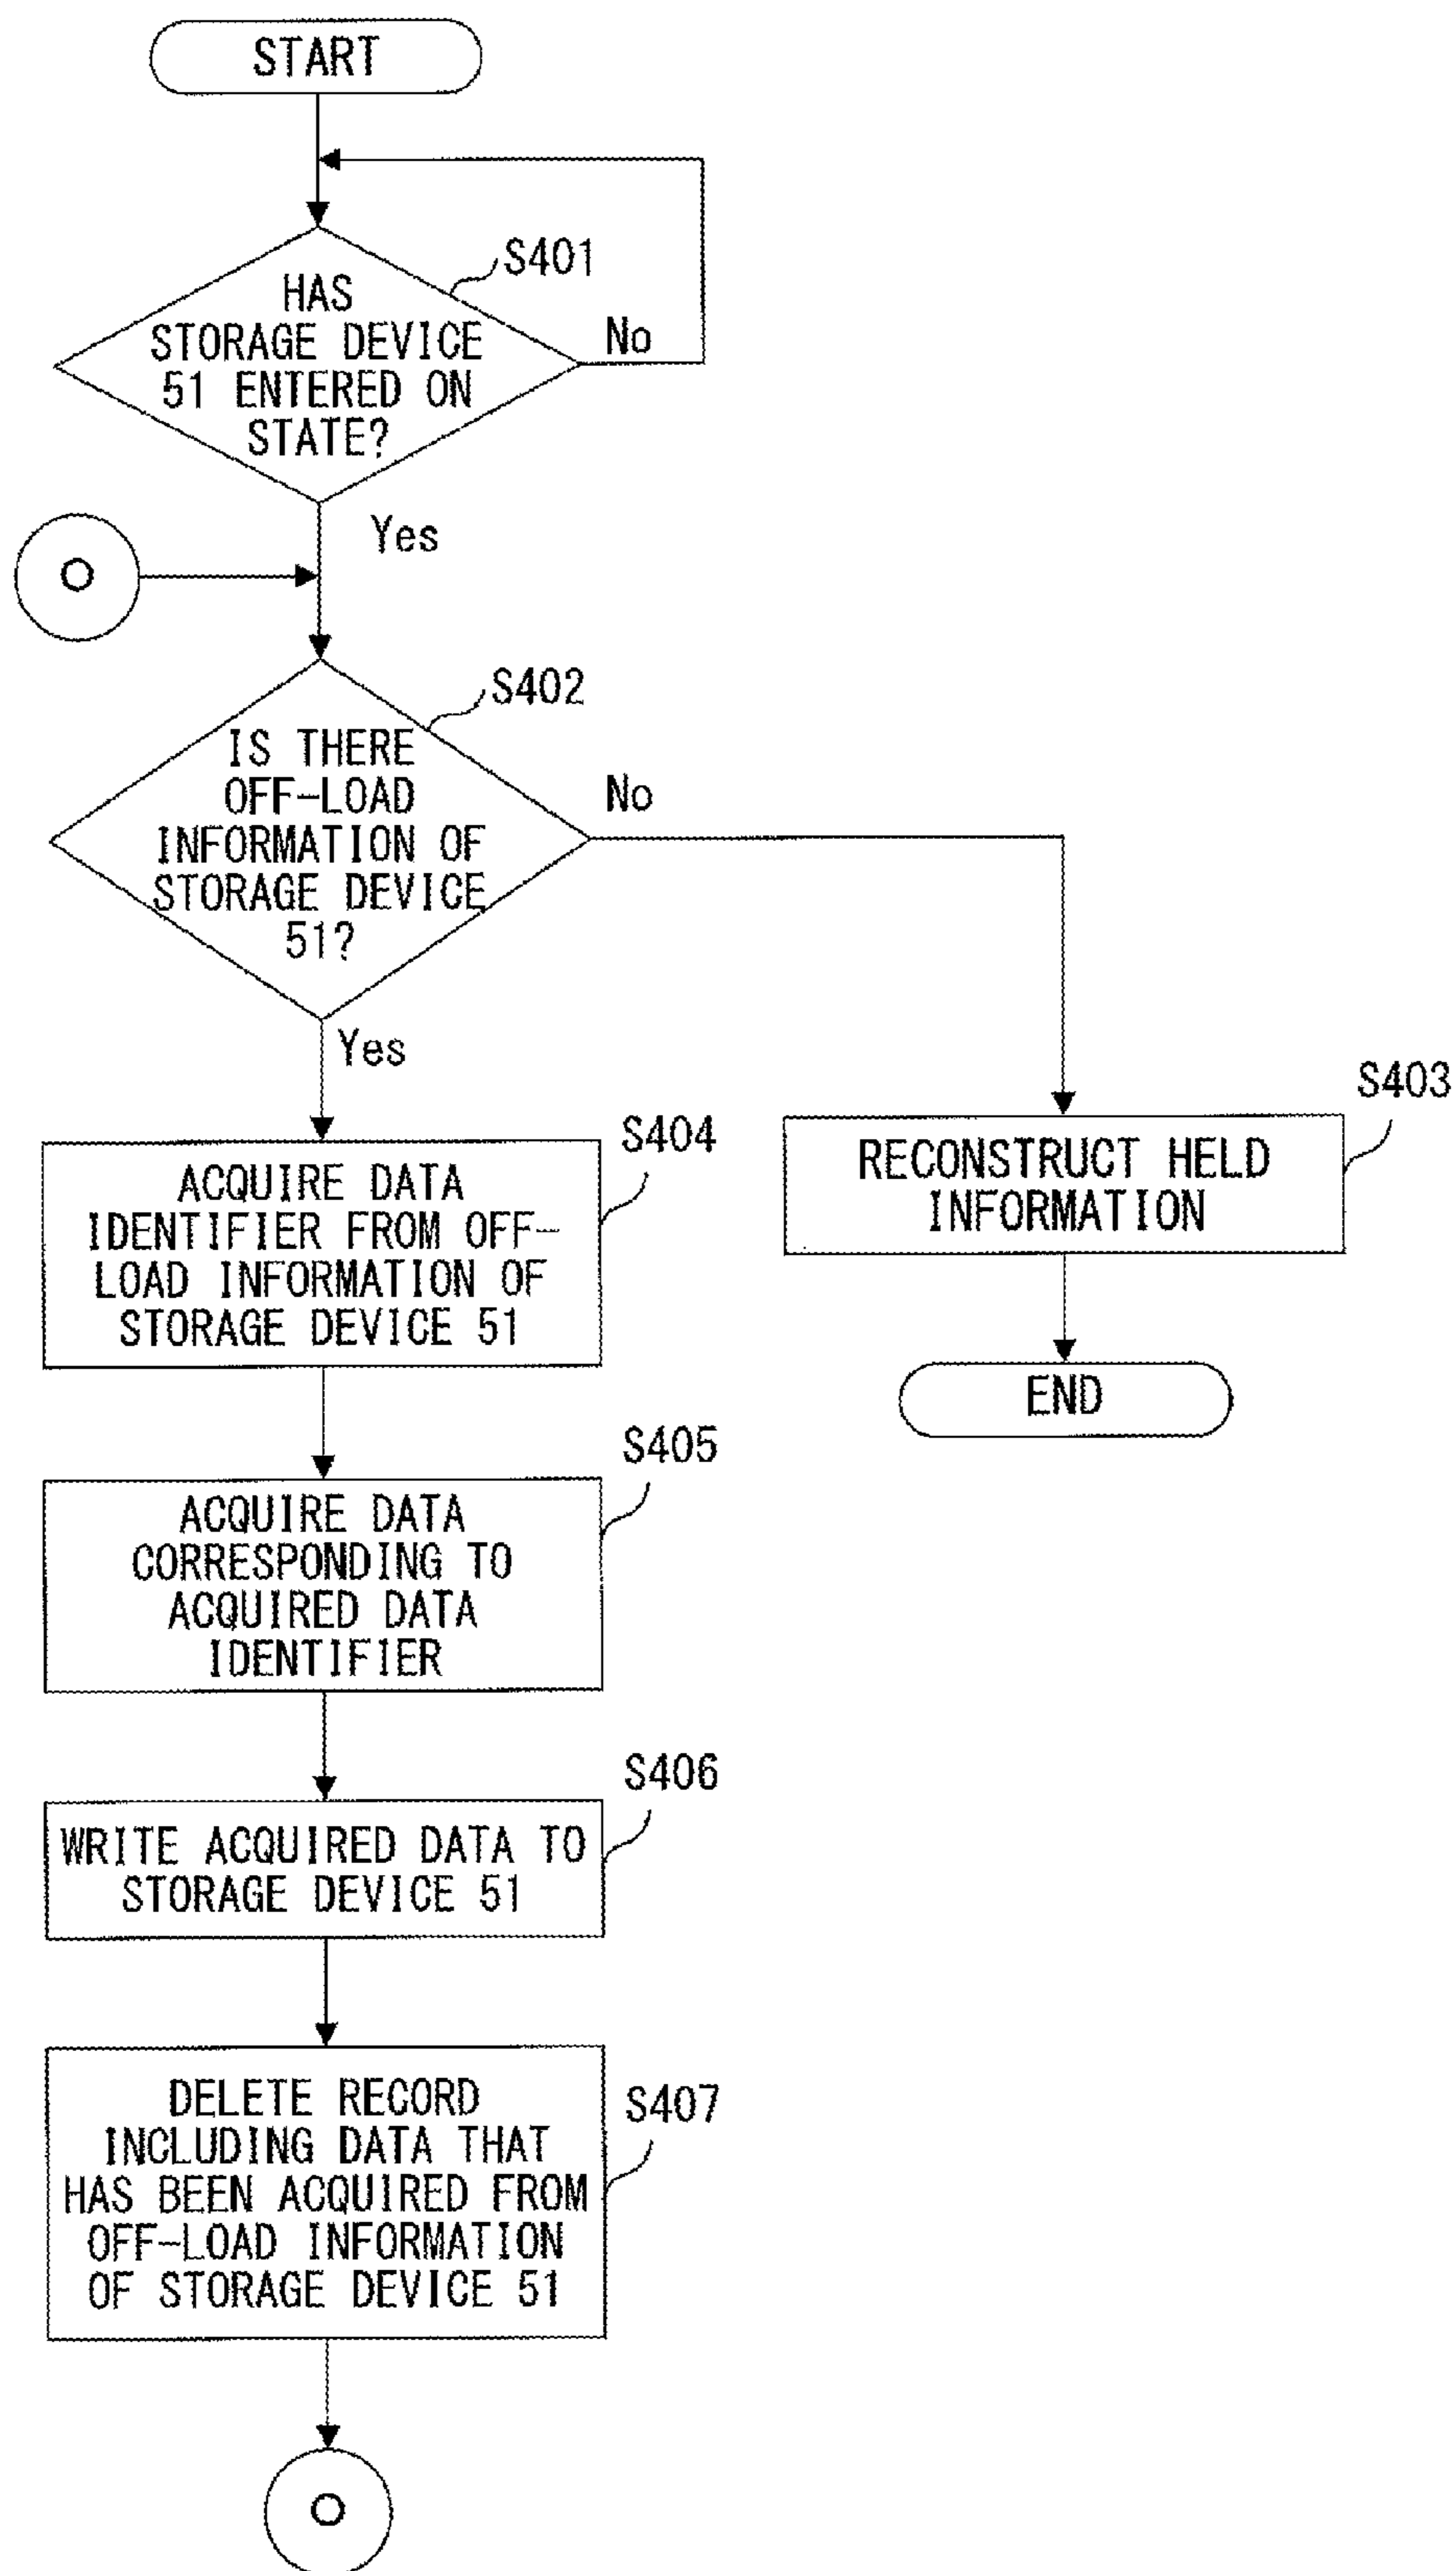 START
S401
HAS
STORAGE DEVICE
51 ENTERED ON
STATE?
No
Yes
O
S402
IS THERE
OFF-LOAD
INFORMATION OF
STORAGE DEVICE
51?
No
Yes
S403
RECONSTRUCT HELD
INFORMATION
END
S404
ACQUIRE DATA
IDENTIFIER FROM OFF-
LOAD INFORMATION OF
STORAGE DEVICE 51
S405
ACQUIRE DATA
CORRESPONDING TO
ACQUIRED DATA
IDENTIFIER
S406
WRITE ACQUIRED DATA TO
STORAGE DEVICE 51
S407
DELETE RECORD
INCLUDING DATA THAT
HAS BEEN ACQUIRED FROM
OFF-LOAD INFORMATION
OF STORAGE DEVICE 51
O